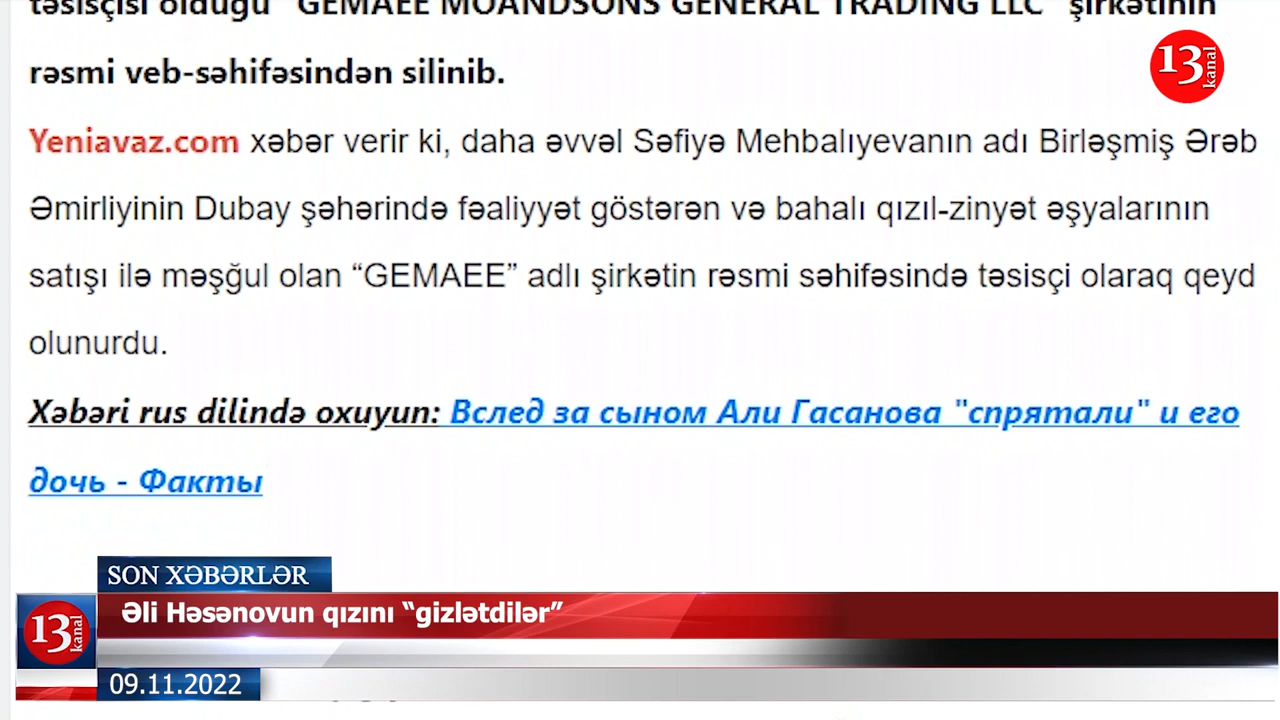 təsisçisi olduğu "GEMAEE MOANDSONS GENERAL TRADING LLC" şirkətinin
rəsmi veb-səhifəsindən silinib.
Yeniavaz.com xəbər verir ki, daha əvvəl Səfiyə Mehbalıyevanın adı Birləşmiş Ərəb
Əmirliyinin Dubay şəhərində fəaliyyət göstərən və bahalı qızıl-zinyət əşyalarının
satışı ilə məşğul olan “GEMAEE” adlı şirkətin rəsmi səhifəsində təsisçi olaraq qeyd
olunurdu.
Xəbəri rus dilində oxuyun: Вслед за сыном Али Гасанова "спрятали" и его
дочь - Факты
13 kanal
SON XƏBƏRLƏR
Əli Həsənovun qızını “gizlətdilər”
13 kanal
09.11.2022